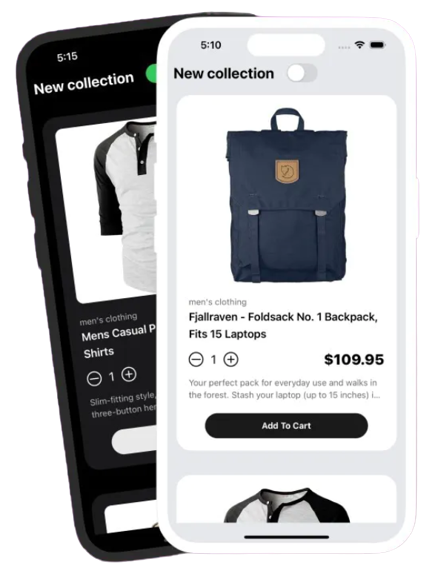 5:15
New collection
men's clothing
Mens Casual P
Shirts
1
Slim-fitting style,
three-button hen
5:10
New collection
men's clothing
Fjallraven - Foldsack No. 1 Backpack,
Fits 15 Laptops
1
$109.95
Your perfect pack for everyday use and walks in
the forest. Stash your laptop (up to 15 inches) i...
Add To Cart